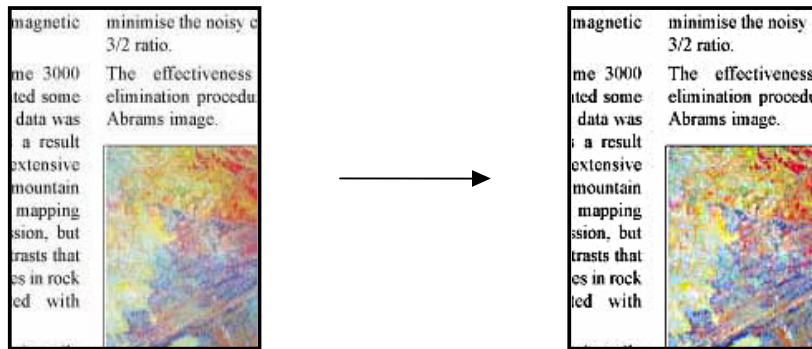 magnetic
me 3000
ted some
data was
a result
extensive
mountain
mapping
sion, but
trasts that
es in rock
ed with
minimise the noisy c
3/2 ratio.
The effectiveness
elimination procedu
Abrams image.
magnetic
me 3000
ted some
data was
a result
extensive
mountain
mapping
ssion, but
trasts that
es in rock
ted with
minimise the noisy
3/2 ratio.
The effectiveness
elimination procedu
Abrams image.